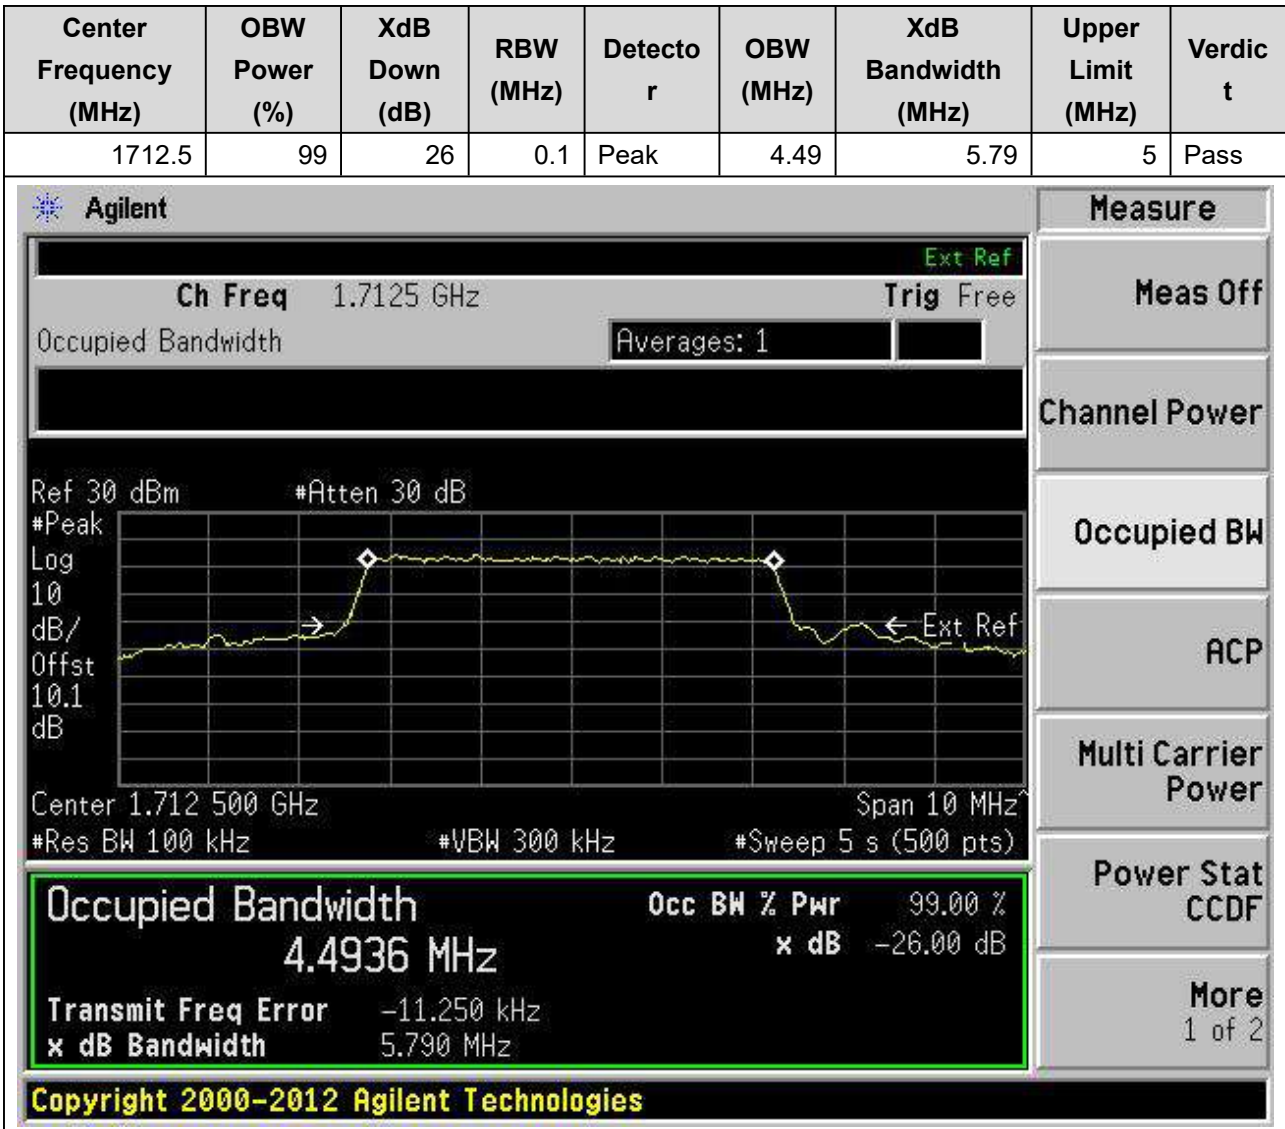 Center Frequency (MHz) OBW Power (%) XdB Down (dB) RBW (MHz) Detector OBW (MHz) XdB Bandwidth (MHz) Upper Limit (MHz) Verdict
1712.5 99 26 0.1 Peak 4.49 5.79 5 Pass
Agilent
Measure
Ext Ref
Ch Freq 1.7125 GHz Trig Free
Meas Off
Occupied Bandwidth Averages: 1
Channel Power
Ref 30 dBm #Atten 30 dB
#Peak
Log
10
dB/
Offst
10.1
dB
Ext Ref
Occupied BW
ACP
Center 1.712 500 GHz Span 10 MHz^
#Res BW 100 kHz #VBW 300 kHz #Sweep 5 s (500 pts)
Multi Carrier
Power
Occupied Bandwidth Occ BW % Pwr 99.00 %
4.4936 MHz x dB -26.00 dB
Power Stat
CCDF
Transmit Freq Error -11.250 kHz
x dB Bandwidth 5.790 MHz
More
1 of 2
Copyright 2000-2012 Agilent Technologies